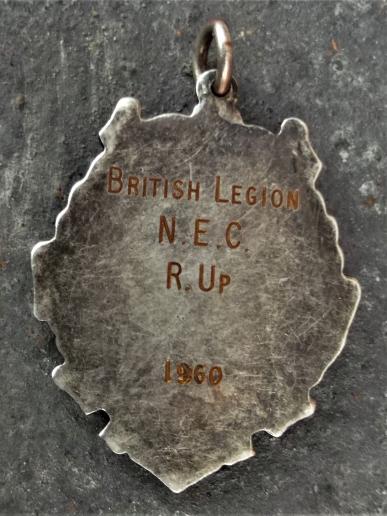 British Legion
N.E.C.
R.Up
1960